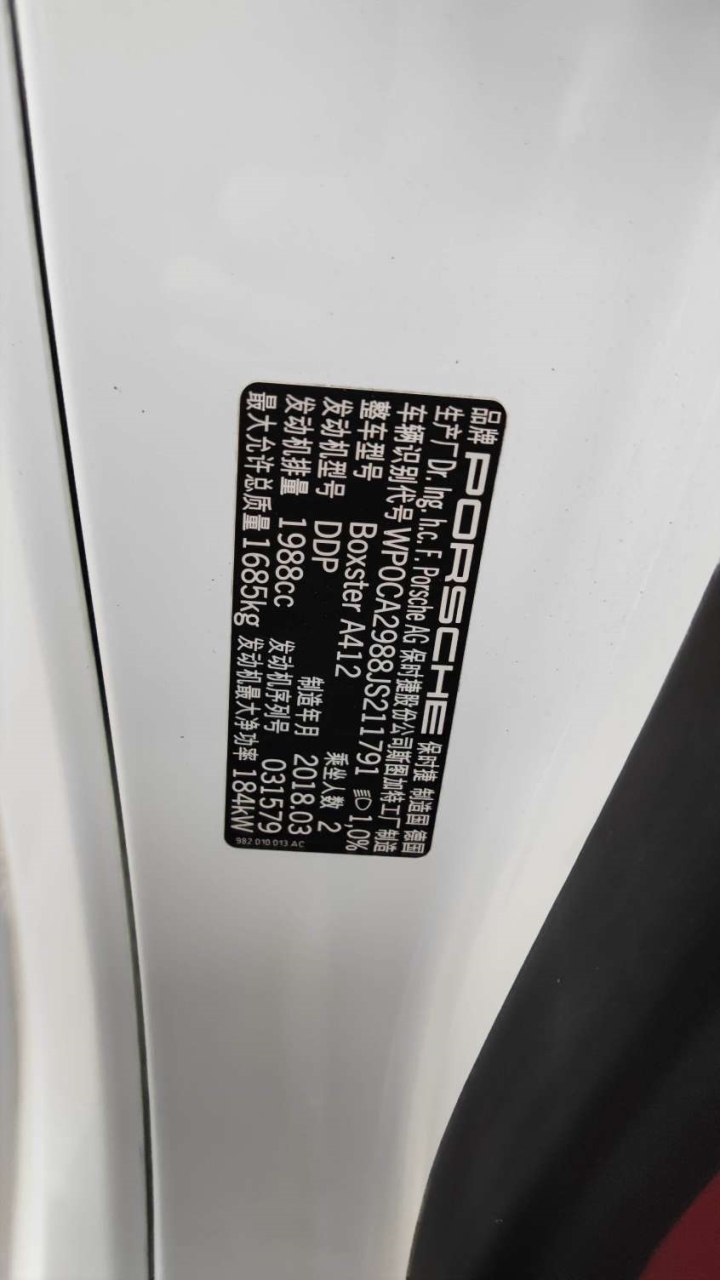 品牌 PORSCHE 保时捷 制造国 德国
生产厂 Dr. Ing. h.c. F. Porsche AG 保时捷股份公司斯图加特工厂制造
车辆识别代号 WP0CA2988JS211791 1,0%
整车型号 Boxster A412 乘坐人数 2
发动机型号 DDP 制造年月 2018.03
发动机排量 1988cc 发动机序列号 031579
最大允许总质量 1685kg 发动机最大净功率 184kW
982 010 013 AC